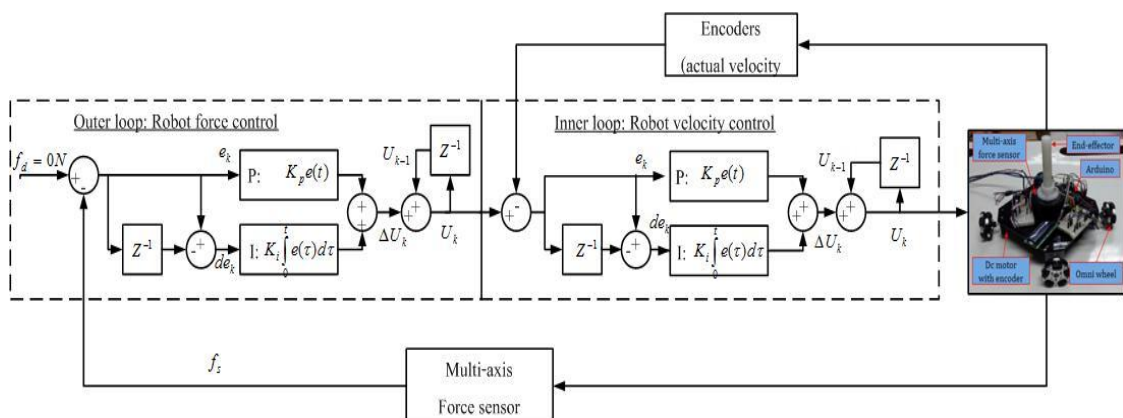 Encoders
(actual velocity
Outer loop: Robot force control
Inner loop: Robot velocity control
f_d = 0N
+
-
e_k
P: K_p e(t)
U_{k-1}
Z^{-1}
+
+
+
+
ΔU_k
U_k
Z^{-1}
-
+
de_k
I: K_i ∫_0^t e(τ)dτ
+
-
e_k
P: K_p e(t)
U_{k-1}
Z^{-1}
+
+
+
+
ΔU_k
U_k
Z^{-1}
-
+
de_k
I: K_i ∫_0^t e(τ)dτ
Multi-axis
force sensor
End-effector
Arduino
Dc motor
with encoder
Omni wheel
f_s
Multi-axis
Force sensor